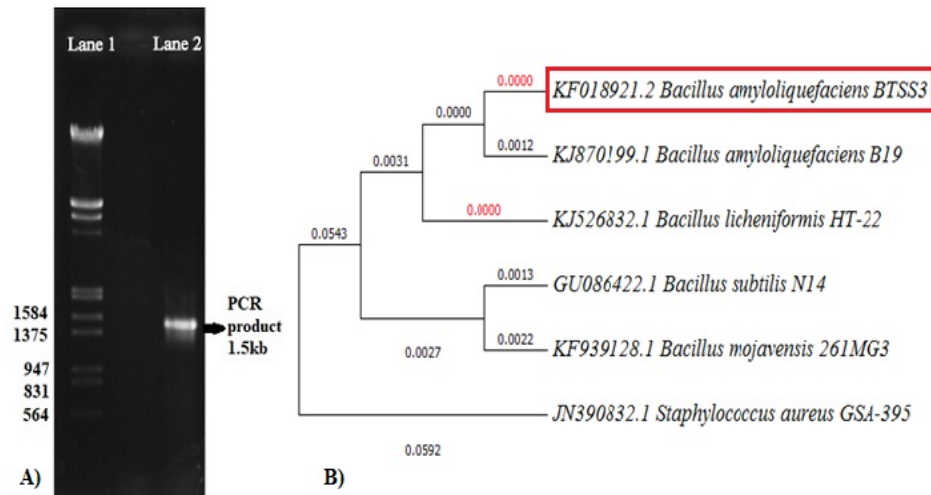 Lane 1 Lane 2
1584
1375
947
831
564
PCR
product
1.5kb
A)
0.0000
KF018921.2 Bacillus amyloliquefaciens BTSS3
0.0000
0.0012
KJ870199.1 Bacillus amyloliquefaciens B19
0.0031
0.0000
KJ526832.1 Bacillus licheniformis HT-22
0.0543
0.0013
GU086422.1 Bacillus subtilis N14
0.0022
0.0027
KF939128.1 Bacillus mojavensis 261MG3
JN390832.1 Staphylococcus aureus GSA-395
0.0592
B)